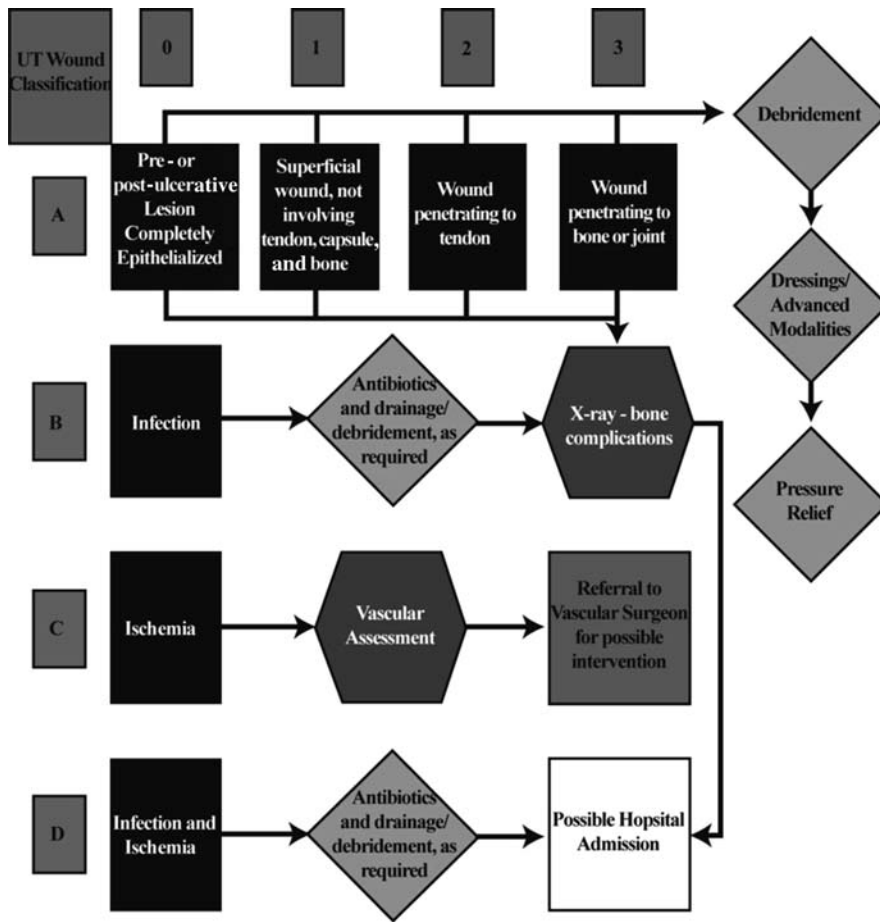 0
1
2
3
UT Wound
Classification
Debridement
A
Pre - or
post-ulcerative
Lesion
Completely
Epithelialized
Superficial
wound, not
involving
tendon, capsule,
and bone
Wound
penetrating to
tendon
Wound
penetrating to
bone or joint
Dressings/
Advanced
Modalities
B
Infection
Antibiotics
and drainage/
debridement, as
required
X-ray - bone
complications
Pressure
Relief
C
Ischemia
Vascular
Assessment
Referral to
Vascular Surgeon
for possible
intervention
D
Infection and
Ischemia
Antibiotics
and drainage/
debridement, as
required
Possible Hopsital
Admission